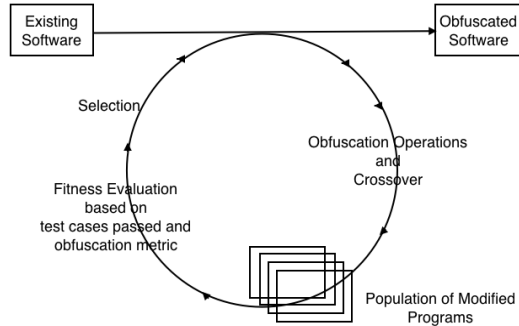 Existing
Software
Obfuscated
Software
Selection
Obfuscation Operations
and
Crossover
Fitness Evaluation
based on
test cases passed and
obfuscation metric
Population of Modified
Programs